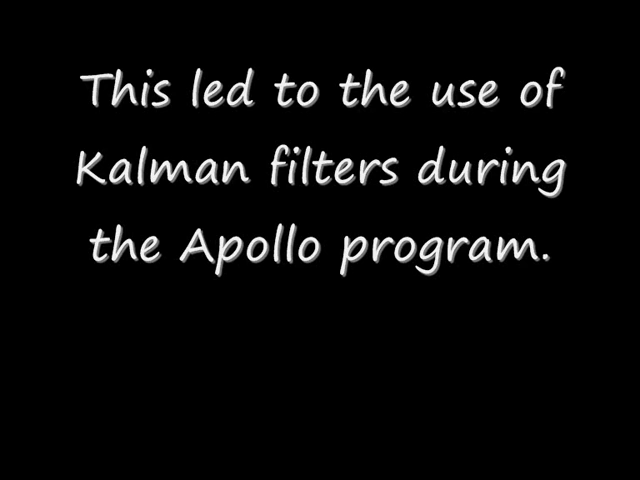 This led to the use of
Kalman filters during
the Apollo program.